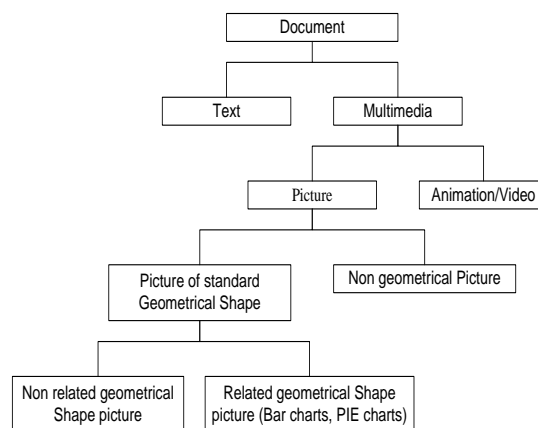 Document
Text
Multimedia
Picture
Animation/Video
Picture of standard
Geometrical Shape
Non geometrical Picture
Non related geometrical
Shape picture
Related geometrical Shape
picture (Bar charts, PIE charts)